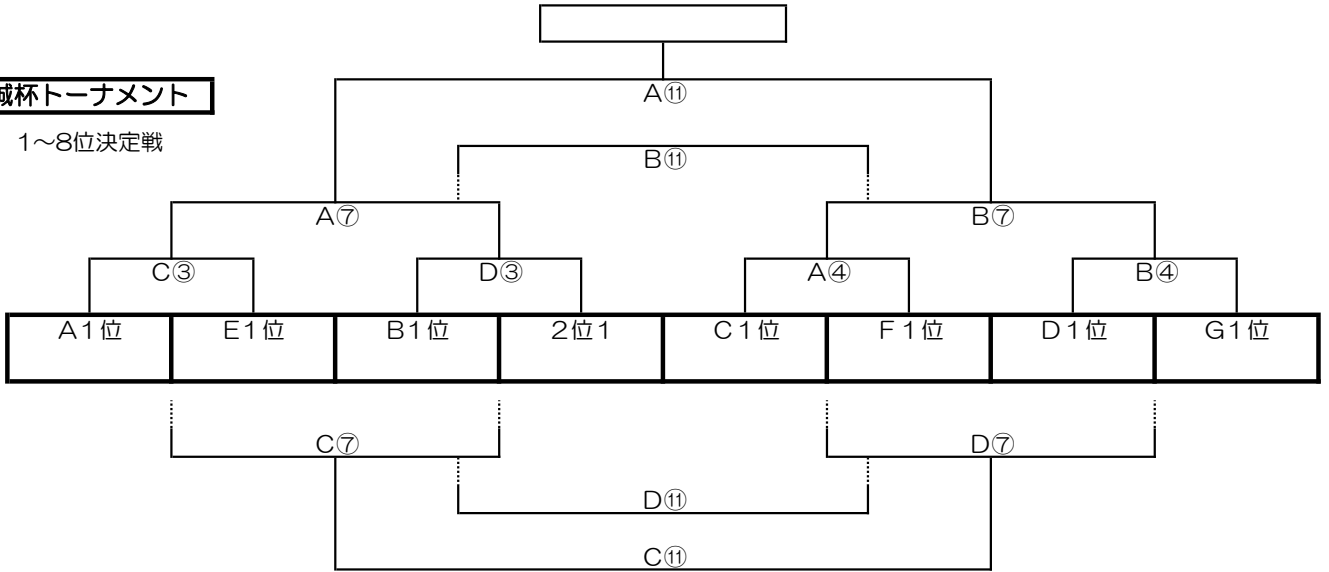 A⑪
杯トーナメント
1～8位決定戦
B⑪
A⑦
B⑦
C③
D③
A④
B④
A1位
E1位
B1位
2位1
C1位
F1位
D1位
G1位
C⑦
D⑦
D⑪
C⑪